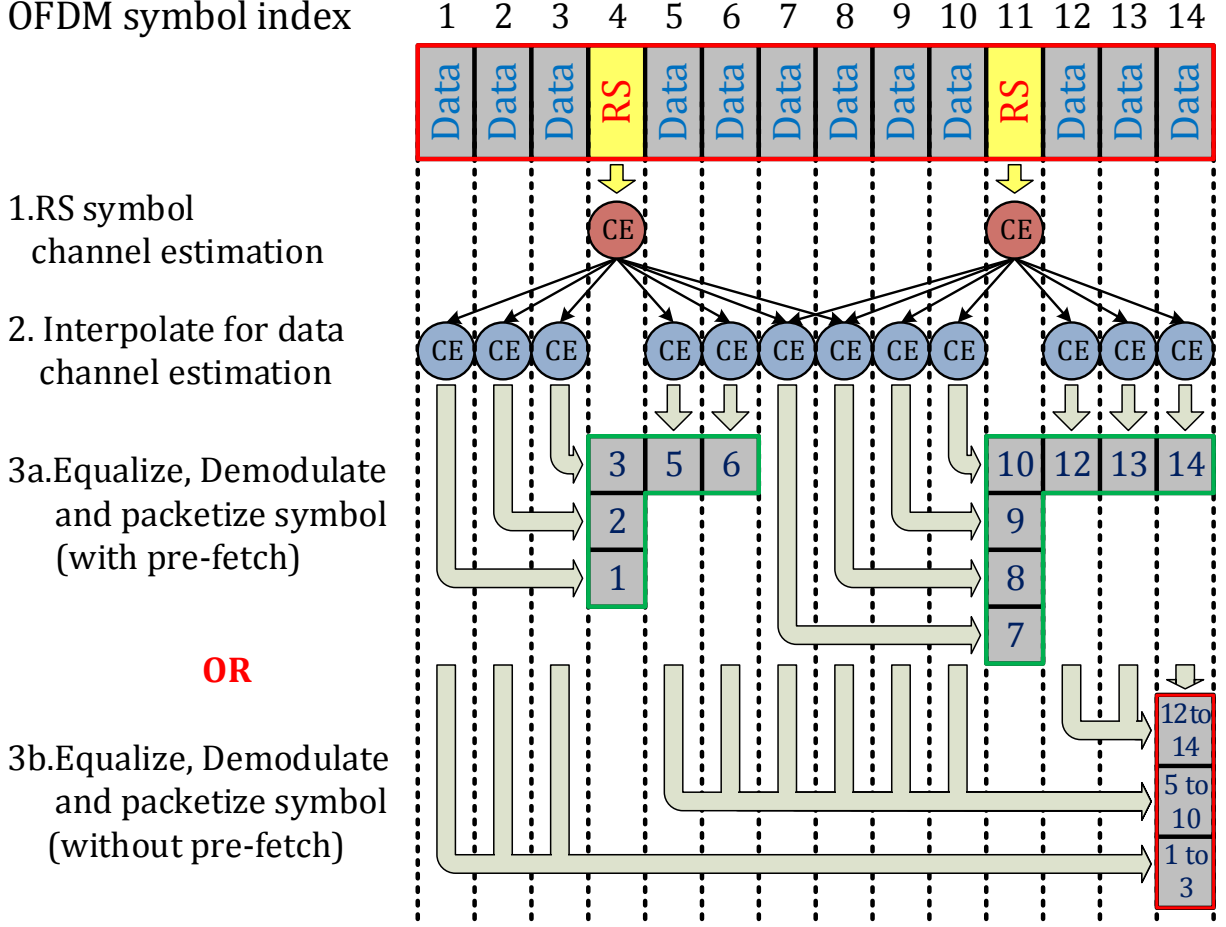 OFDM symbol index 1 2 3 4 5 6 7 8 9 10 11 12 13 14
Data Data Data RS Data Data Data Data Data Data RS Data Data Data
1.RS symbol
channel estimation
CE CE
2. Interpolate for data
channel estimation
CE CE CE CE CE CE CE CE CE CE CE CE
3a.Equalize, Demodulate
and packetize symbol
(with pre-fetch)
3 5 6 10 12 13 14
2 9
1 8
7
OR
3b.Equalize, Demodulate
and packetize symbol
(without pre-fetch)
12 to
14
5 to
10
1 to
3